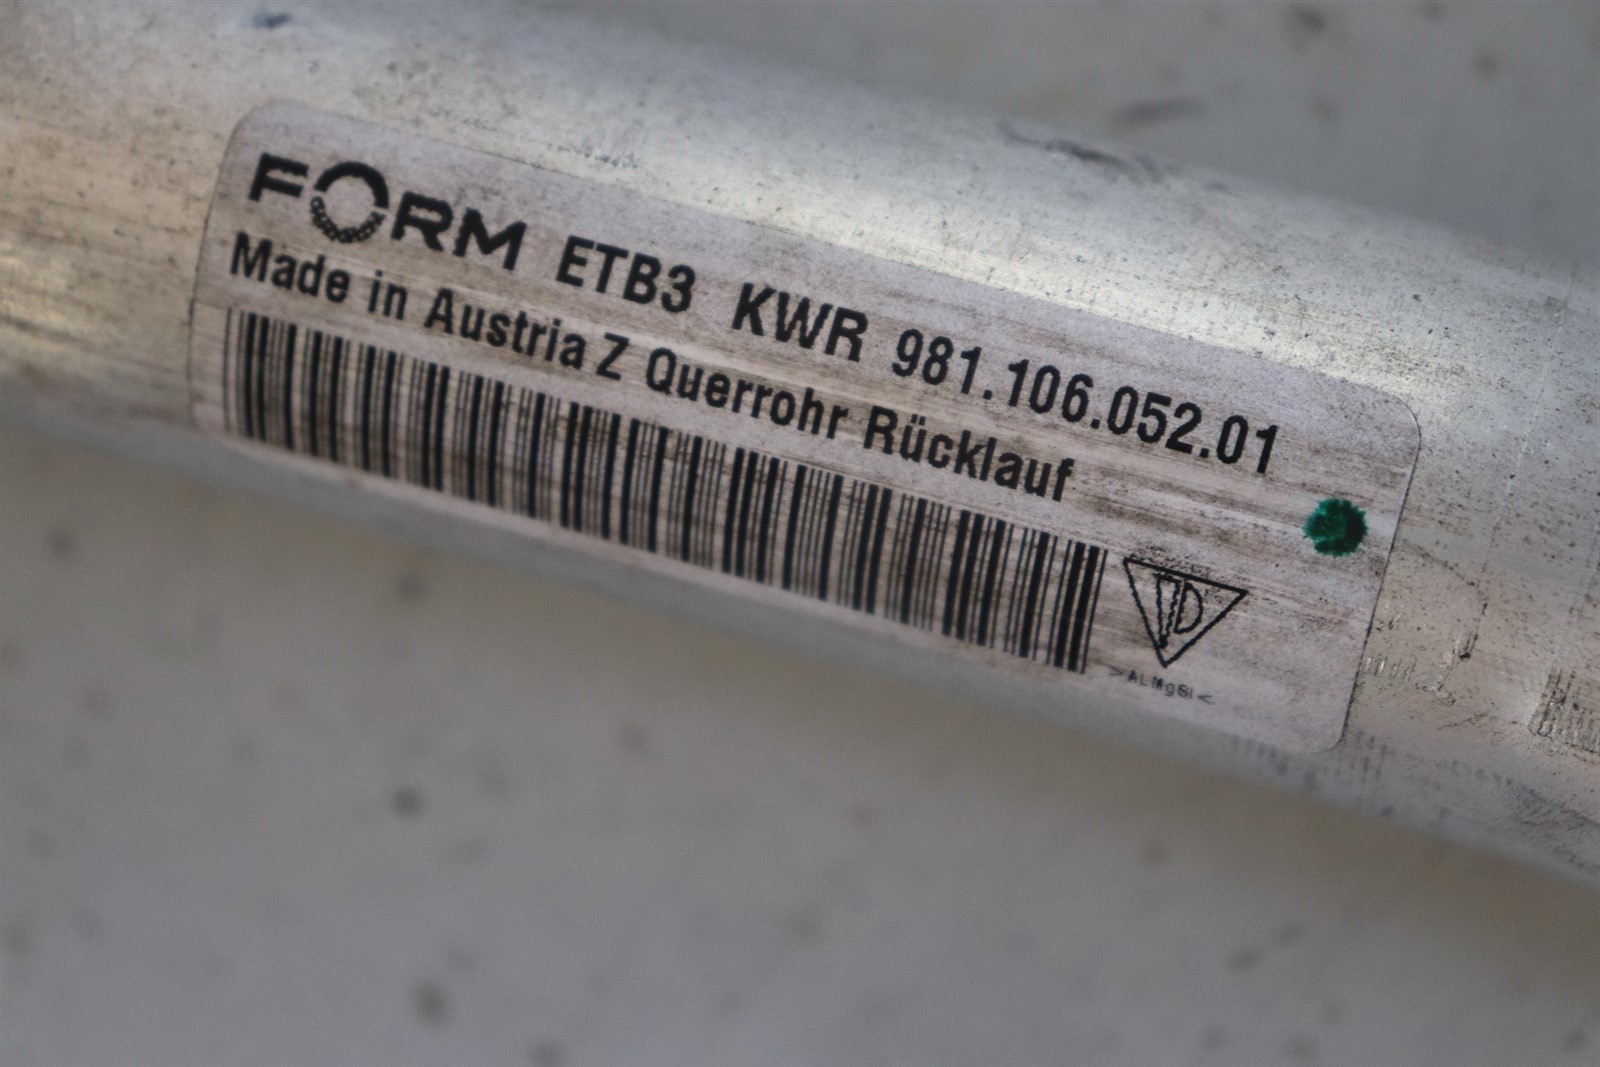 FORM ETB3 KWR 981.106.052.01
Made in Austria Z Querrohr Rücklauf
>ALMgSi<